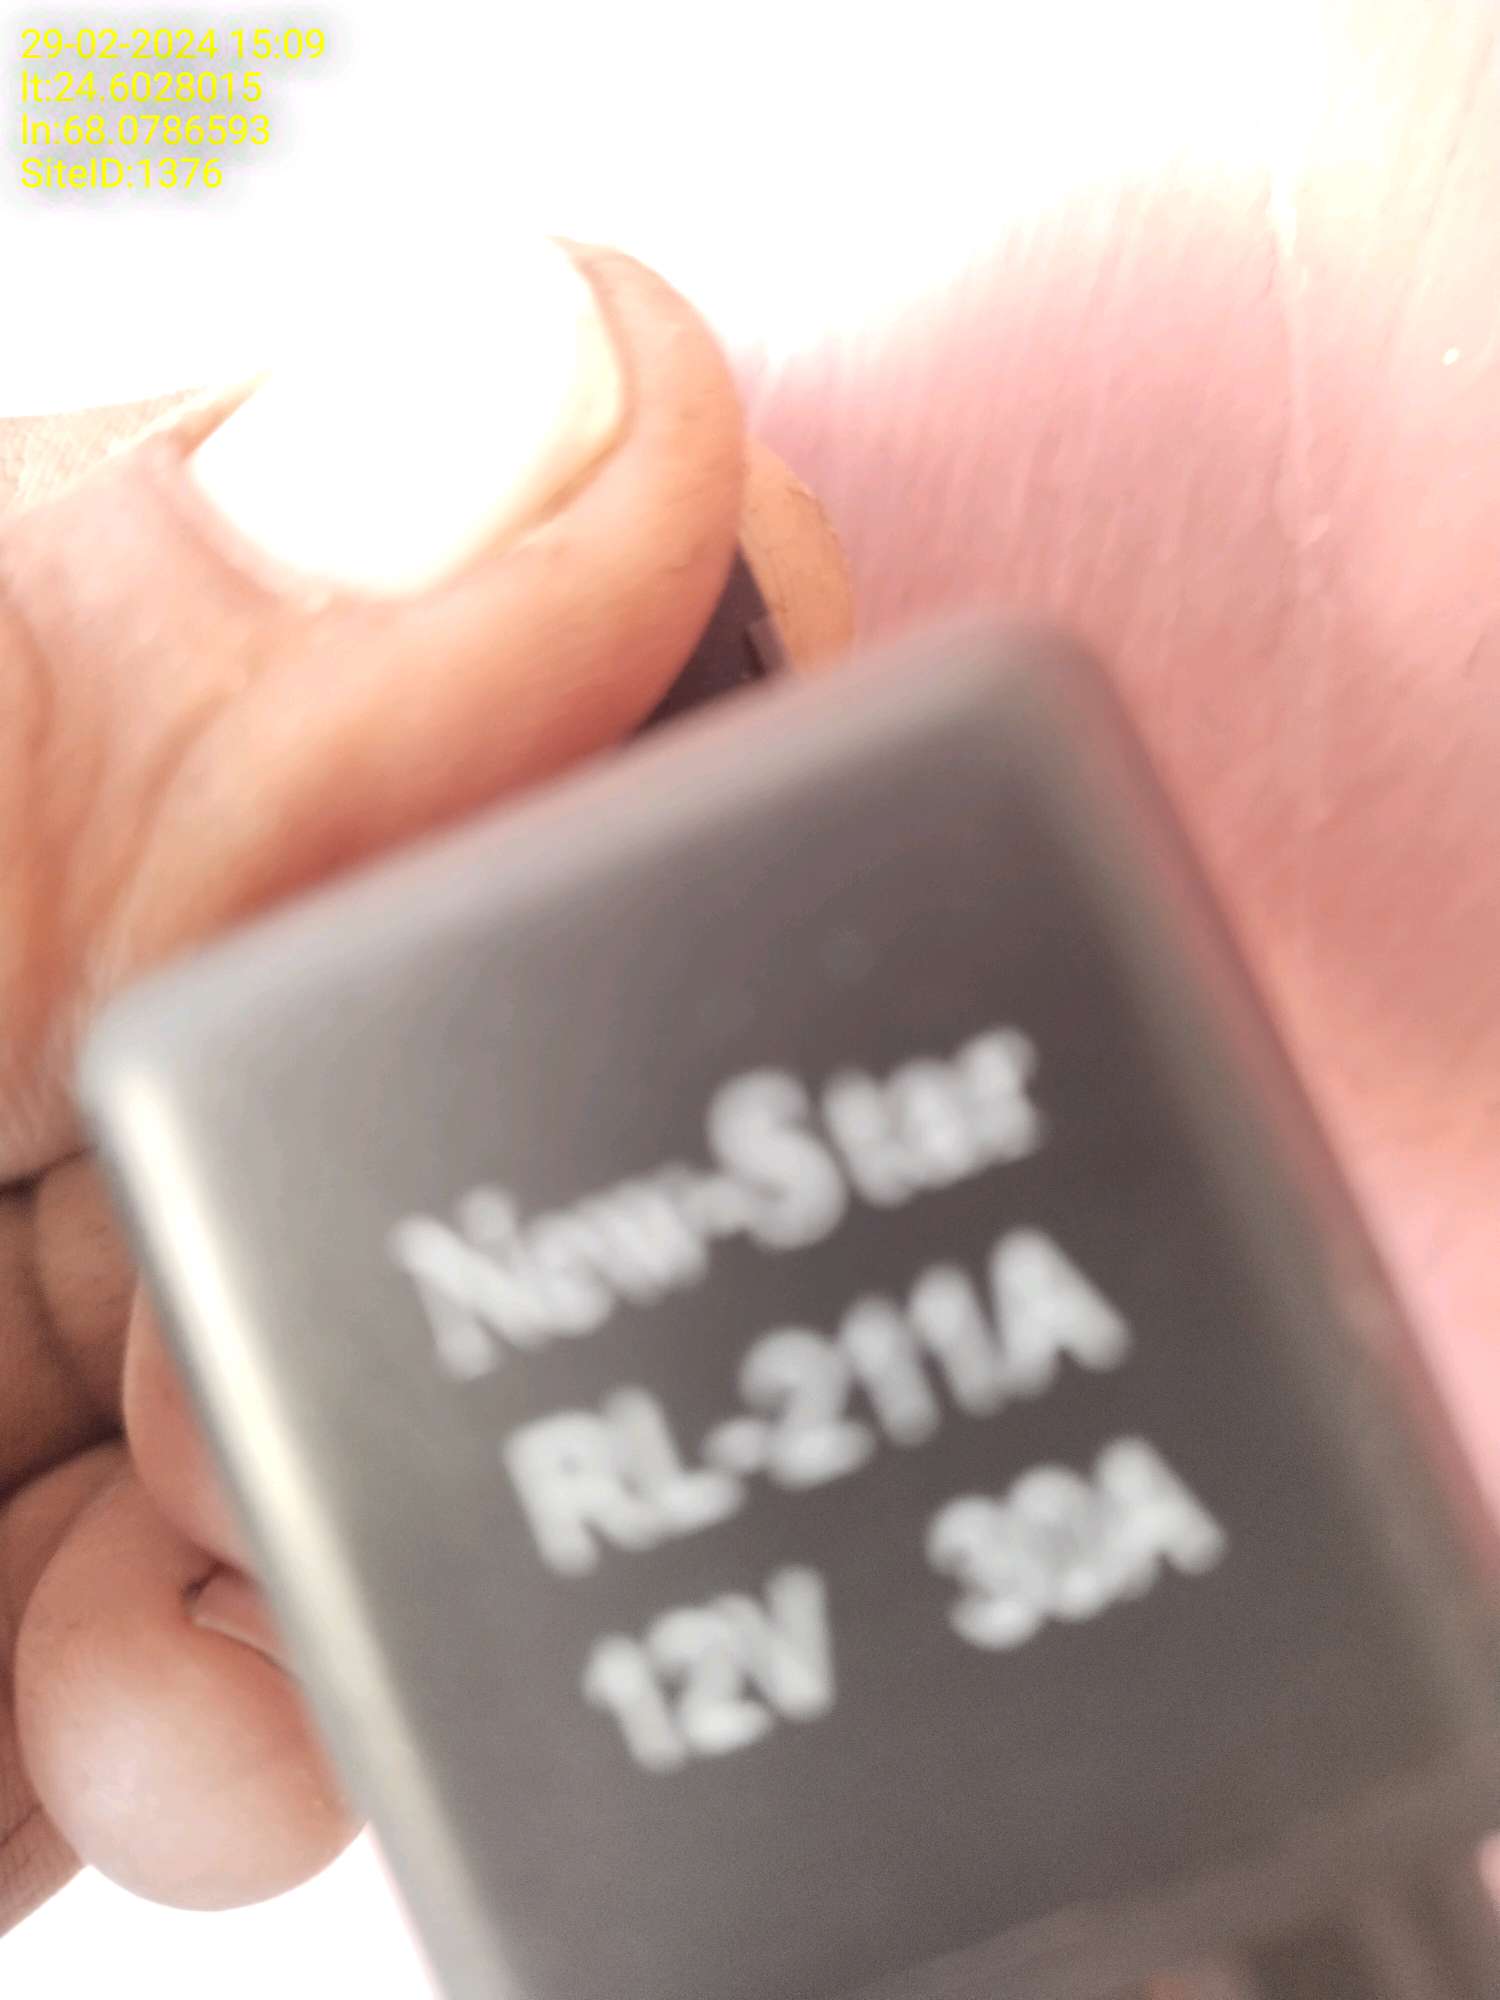 29-02-2024 15:09
lt:24.6028015
ln:68.0786593
SiteID:1376
New-Star
RL-211A
12V 30A